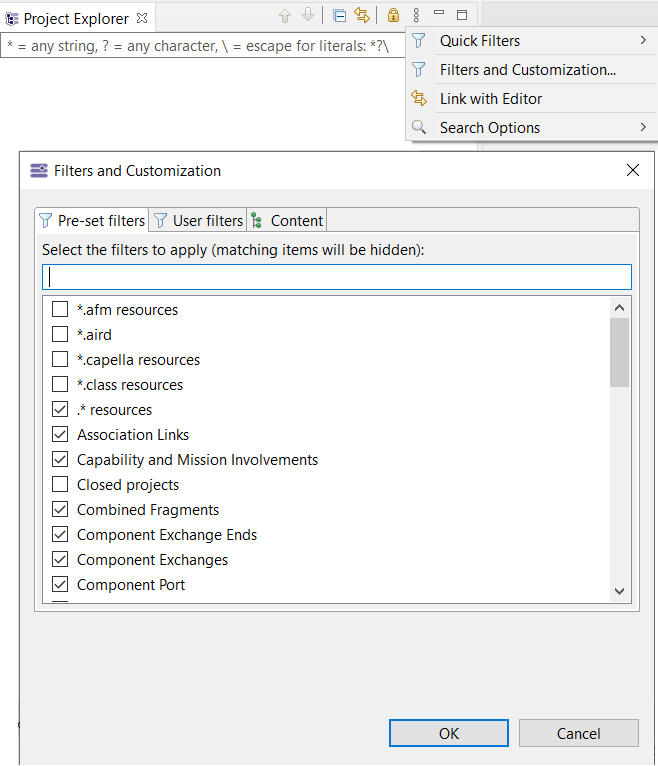 Project Explorer
* = any string, ? = any character, \ = escape for literals: *?\
Quick Filters
Filters and Customization...
Link with Editor
Search Options
Filters and Customization
Pre-set filters
User filters
Content
Select the filters to apply (matching items will be hidden):
*.afm resources
*.aird
*.capella resources
*.class resources
.* resources
Association Links
Capability and Mission Involvements
Closed projects
Combined Fragments
Component Exchange Ends
Component Exchanges
Component Port
OK
Cancel